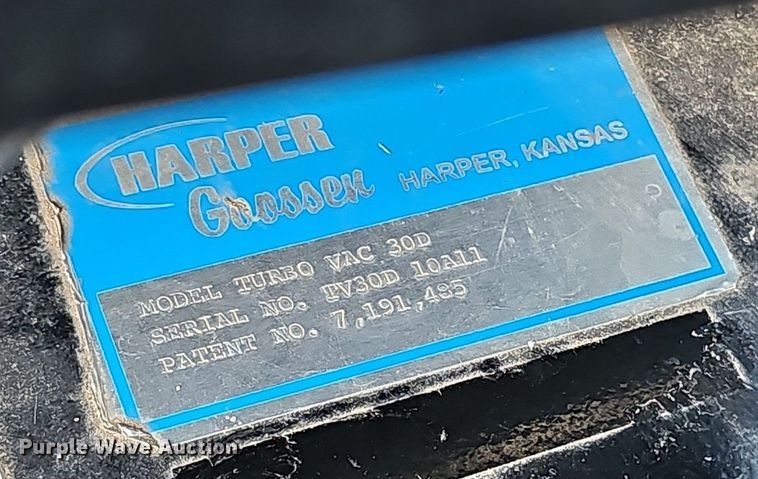 HARPER
Goossen HARPER, KANSAS
MODEL TURBO VAC 30D
SERIAL NO. TV30D 10A11
PATENT NO. 7,191,485
Purple Wave Auction